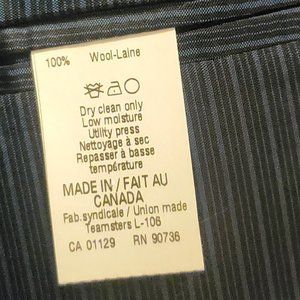 100% Wool-Laine
Dry clean only
Low moisture
Utility press
Nettoyage à sec
Repasser à basse
température
MADE IN / FAIT AU
CANADA
Fab.syndicale / Union made
Teamsters L-106
CA 01129 RN 90736